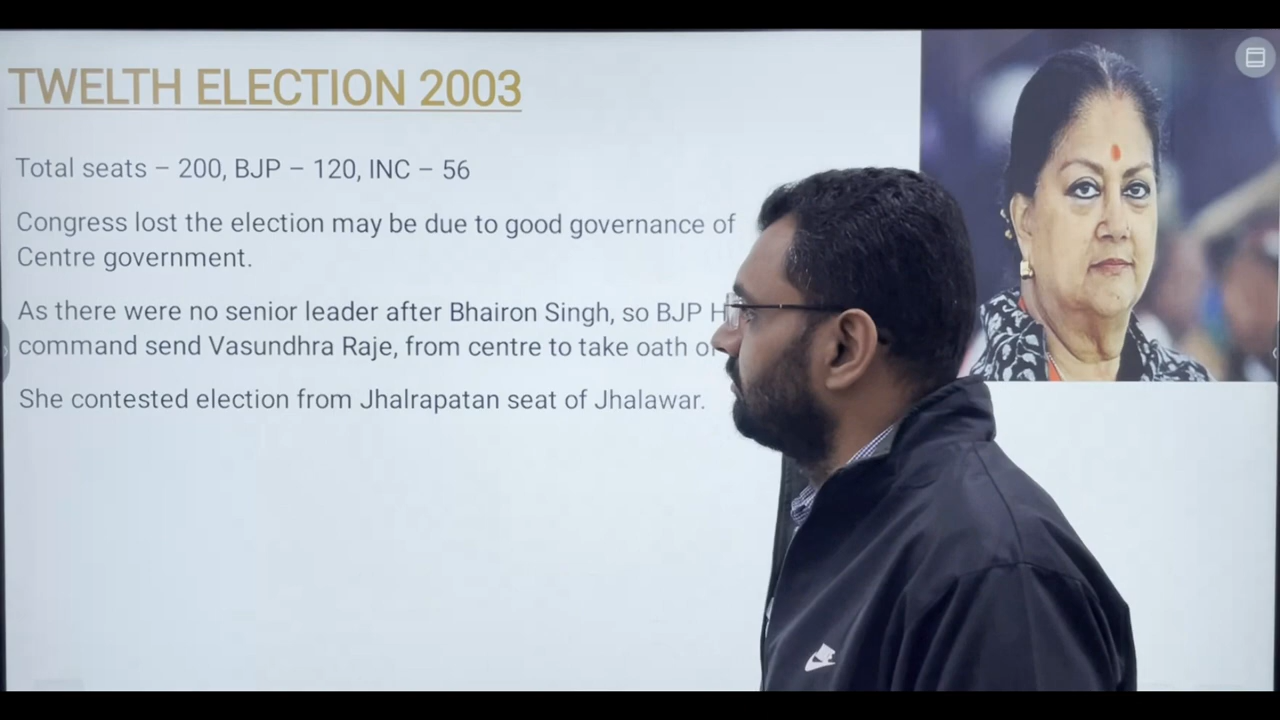 TWELTH ELECTION 2003
Total seats – 200, BJP – 120, INC – 56
Congress lost the election may be due to good governance of
Centre government.
As there were no senior leader after Bhairon Singh, so BJP
command send Vasundhra Raje, from centre to take oath
She contested election from Jhalrapatan seat of Jhalawar.